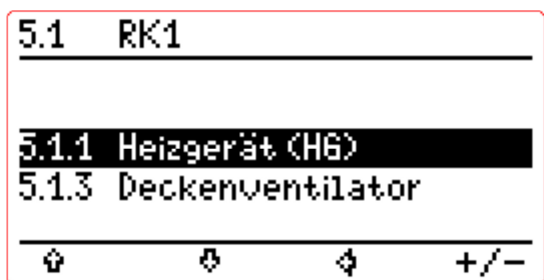 5.1 RK1
5.1.1 Heizgerät (HG)
5.1.3 Deckenventilator
+/-